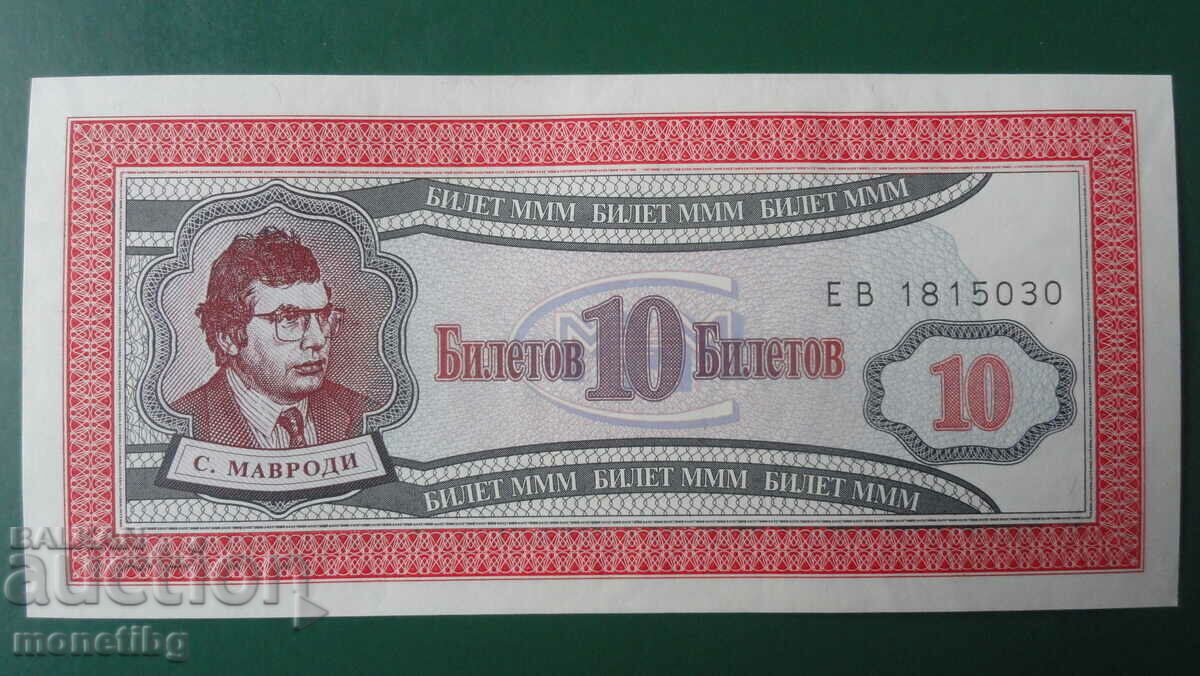 БИЛЕТ МММ БИЛЕТ МММ БИЛЕТ МММ
ЕВ 1815030
Билетов 10 Билетов
10
С. МАВРОДИ
БИЛЕТ МММ БИЛЕТ МММ БИЛЕТ МММ
BALKAN
auction
monetibg